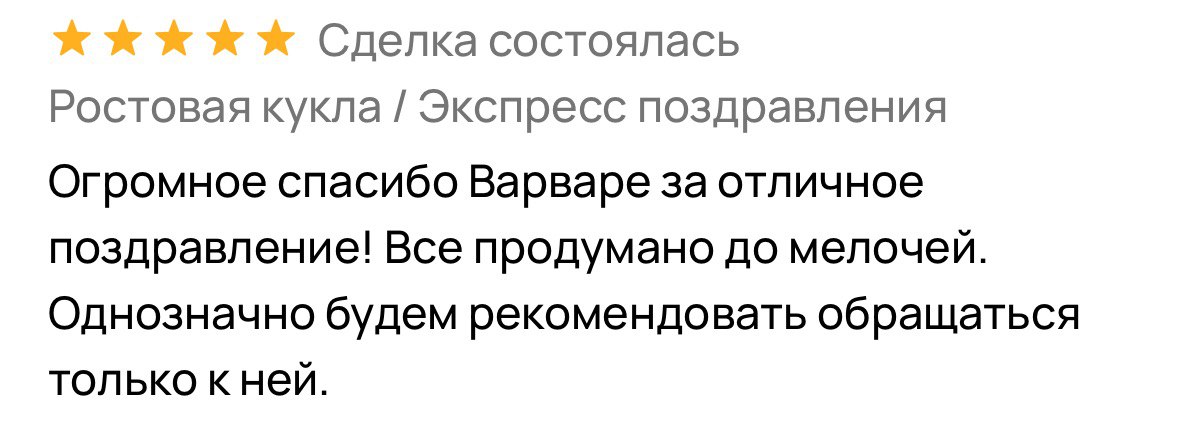 Сделка состоялась
Ростовая кукла / Экспресс поздравления
Огромное спасибо Варваре за отличное
поздравление! Все продумано до мелочей.
Однозначно будем рекомендовать обращаться
только к ней.